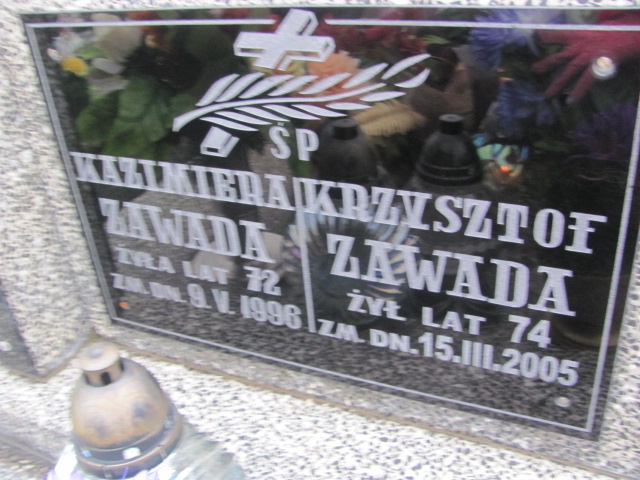 ŚP
KAZIMIERA
ZAWADA
ŻYŁA LAT 72
ZM. DN. 9.V.1996
KRZYSZTOF
ZAWADA
ŻYŁ LAT 74
ZM. DN. 15.III.2005